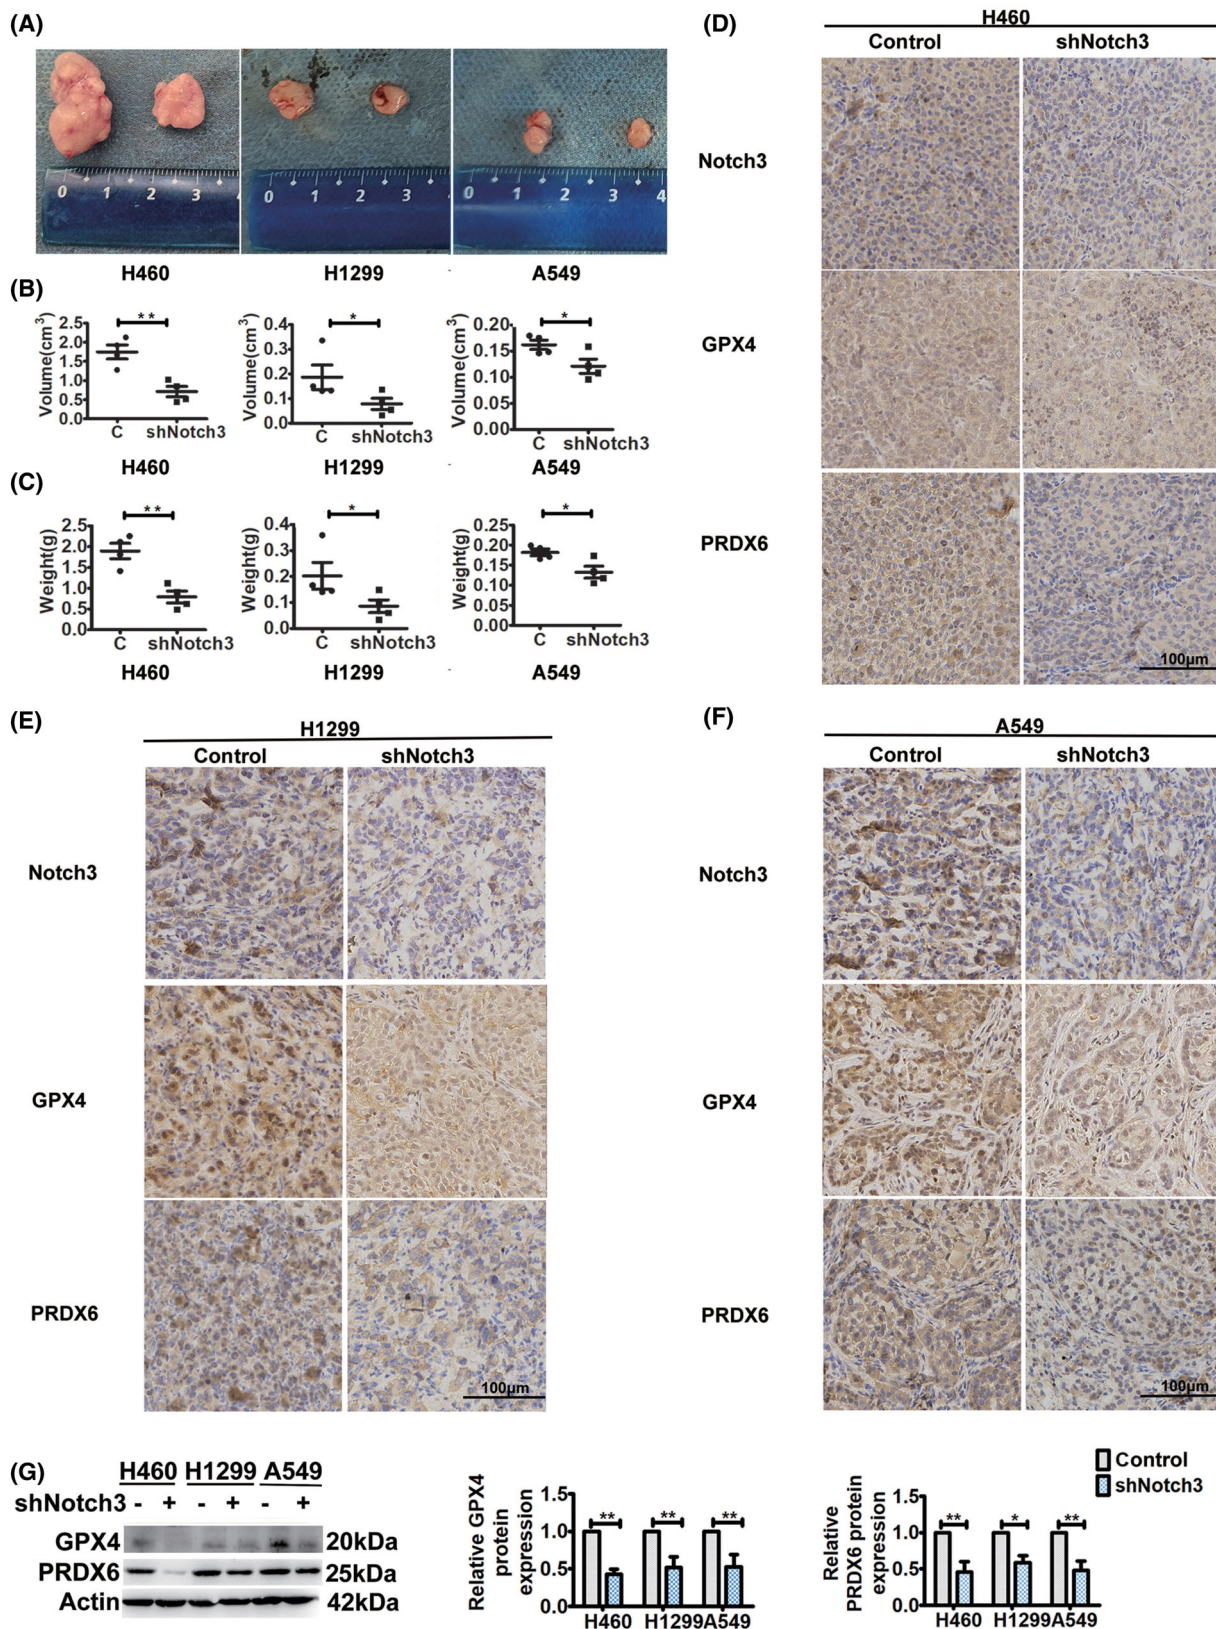 (A)
0 1 2 3 4
0 1 2 3
0 1 2 3 4
H460 H1299 A549
(B)
Volume(cm³)
2.5
2.0
1.5
1.0
0.5
0.0
**
C shNotch3
H460
Volume(cm³)
0.4
0.3
0.2
0.1
0.0
*
C shNotch3
H1299
Volume(cm³)
0.20
0.15
0.10
0.05
0.00
*
C shNotch3
A549
(C)
Weight(g)
2.5
2.0
1.5
1.0
0.5
0.0
**
C shNotch3
H460
Weight(g)
0.4
0.3
0.2
0.1
0.0
*
C shNotch3
H1299
Weight(g)
0.25
0.20
0.15
0.10
0.05
0.00
*
C shNotch3
A549
(D)
H460
Control shNotch3
Notch3
GPX4
PRDX6
100μm
(E)
H1299
Control shNotch3
Notch3
GPX4
PRDX6
100μm
(F)
A549
Control shNotch3
Notch3
GPX4
PRDX6
100μm
(G)
H460 H1299 A549
shNotch3 - + - + - +
GPX4 20kDa
PRDX6 25kDa
Actin 42kDa
Relative GPX4
protein
expression
1.5
1.0
0.5
0.0
** ** **
H460 H1299 A549
Relative
PRDX6 protein
expression
1.5
1.0
0.5
0.0
** * **
H460 H1299 A549
Control
shNotch3